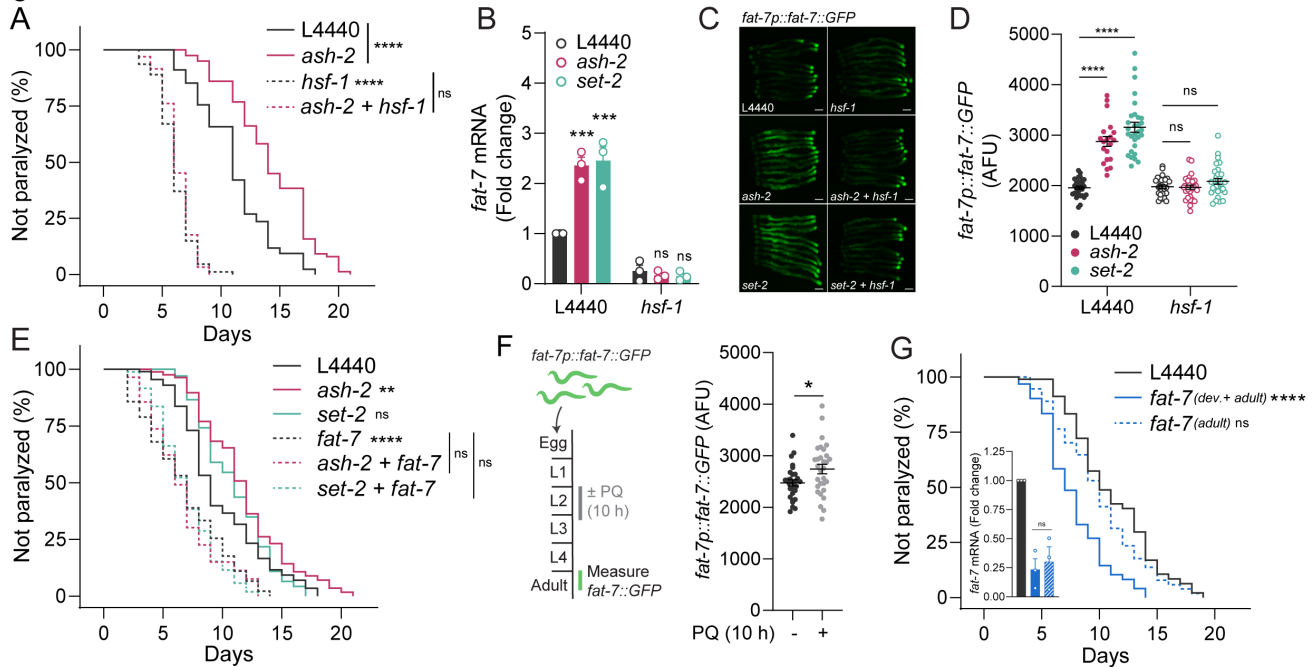 A
Not paralyzed (%)
100
75
50
25
0
0 5 10 15 20
Days
L4440
ash-2
****
hsf-1 ****
ash-2 + hsf-1
ns
B
fat-7 mRNA
(Fold change)
5
4
3
2
1
0
L4440
ash-2
set-2
*** ***
ns ns
L4440 hsf-1
C
fat-7p::fat-7::GFP
L4440 hsf-1
ash-2 ash-2 + hsf-1
set-2 set-2 + hsf-1
D
fat-7p::fat-7::GFP
(AFU)
5000
4000
3000
2000
1000
0
****
****
ns
ns
L4440
ash-2
set-2
L4440 hsf-1
E
Not paralyzed (%)
100
75
50
25
0
0 5 10 15 20
Days
L4440
ash-2 **
set-2 ns
fat-7 ****
ash-2 + fat-7
set-2 + fat-7
ns
ns
F
fat-7p::fat-7::GFP
Egg
L1
L2
L3
L4
Adult
± PQ
(10 h)
Measure
fat-7::GFP
fat-7p::fat-7::GFP (AFU)
5000
4000
3000
2000
1000
0
*
PQ (10 h) - +
G
Not paralyzed (%)
100
75
50
25
0
0 5 10 15 20
Days
L4440
fat-7 (dev.+ adult) ****
fat-7 (adult) ns
fat-7 mRNA (Fold change)
1.25
1.00
0.75
0.50
0.25
0.00
ns